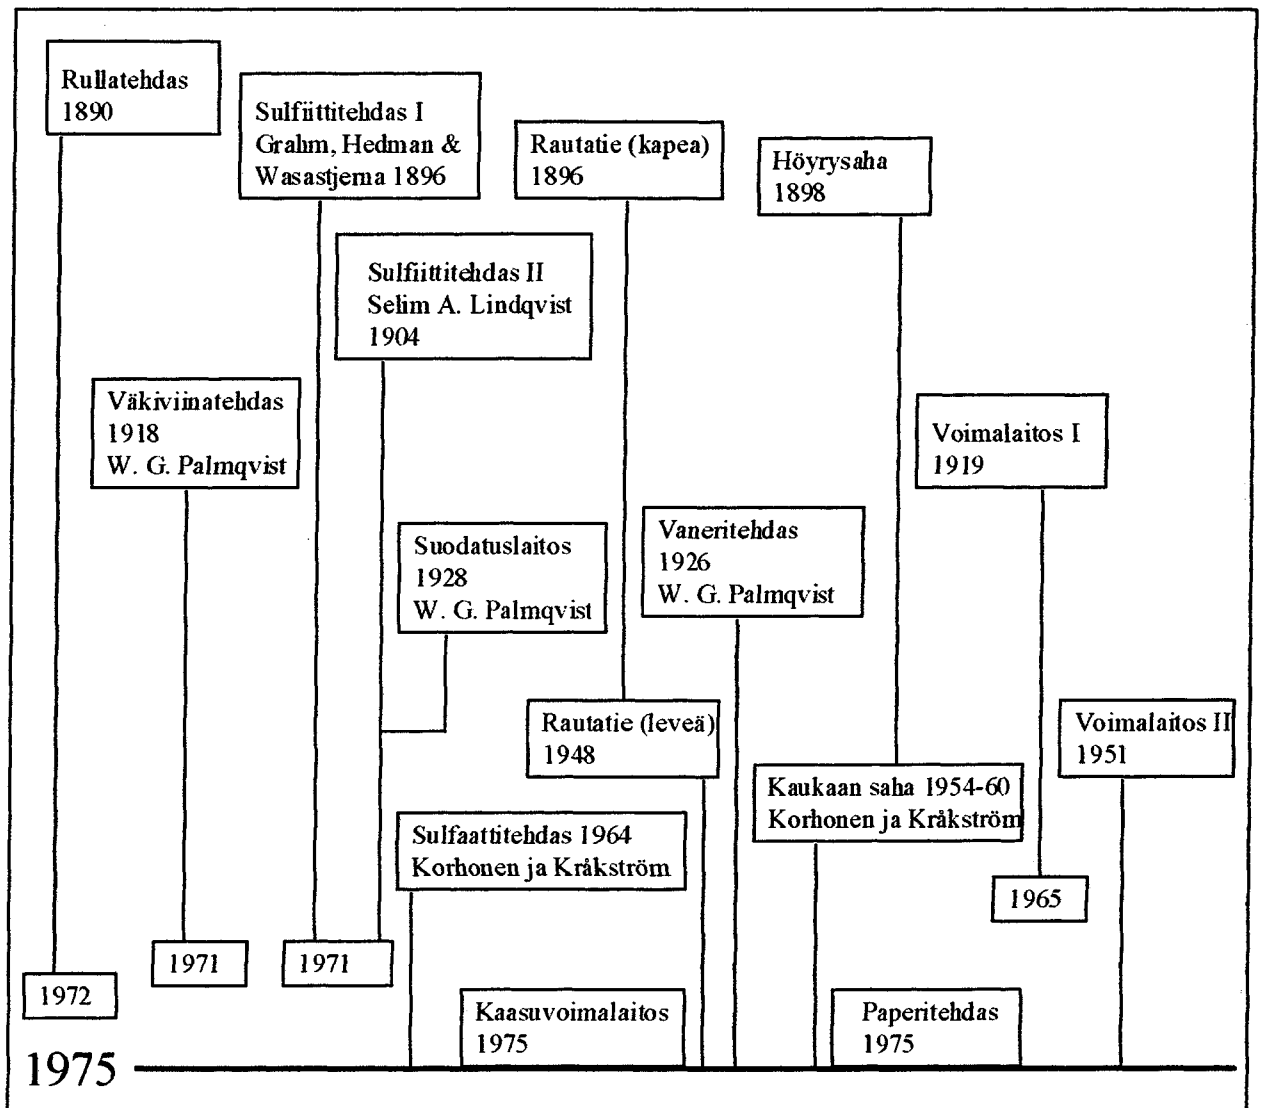 Rullatehdas
1890
Sulfiittitehdas I
Grahm, Hedman &
Wasastjerna 1896
Rautatie (kapea)
1896
Höyrysaha
1898
Sulfiittitehdas II
Selim A. Lindqvist
1904
Väkiviinatehdas
1918
W. G. Palmqvist
Voimalaitos I
1919
Suodatuslaitos
1928
W. G. Palmqvist
Vaneritehdas
1926
W. G. Palmqvist
Rautatie (leveä)
1948
Voimalaitos II
1951
Kaukaan saha 1954-60
Korhonen ja Kråkström
Sulfaattitehdas 1964
Korhonen ja Kråkström
1965
1971
1971
1972
Kaasuvoimalaitos
1975
Paperitehdas
1975
1975